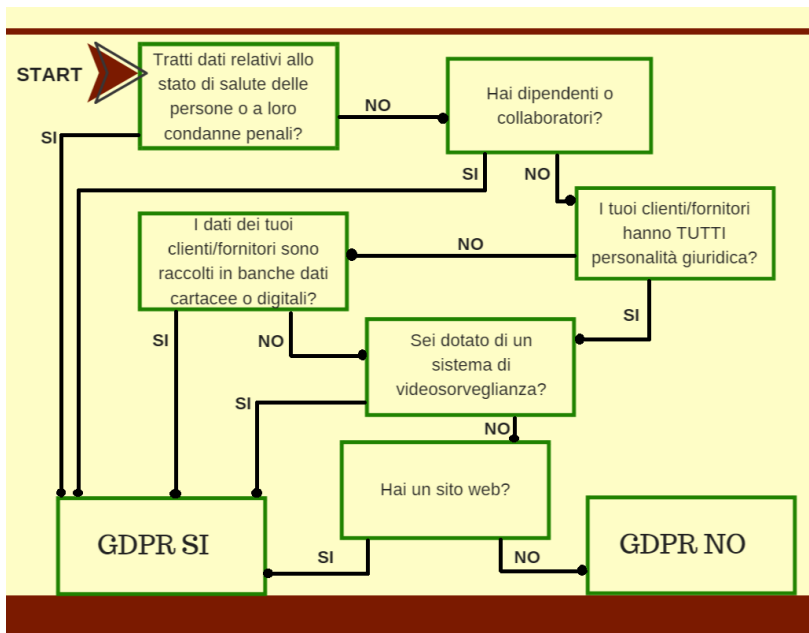 START
Tratti dati relativi allo
stato di salute delle
persone o a loro
condanne penali?
NO
SI
Hai dipendenti o
collaboratori?
SI
NO
I tuoi clienti/fornitori
hanno TUTTI
personalità giuridica?
NO
SI
I dati dei tuoi
clienti/fornitori sono
raccolti in banche dati
cartacee o digitali?
SI
NO
Sei dotato di un
sistema di
videosorveglianza?
SI
NO
Hai un sito web?
SI
NO
GDPR SI
GDPR NO